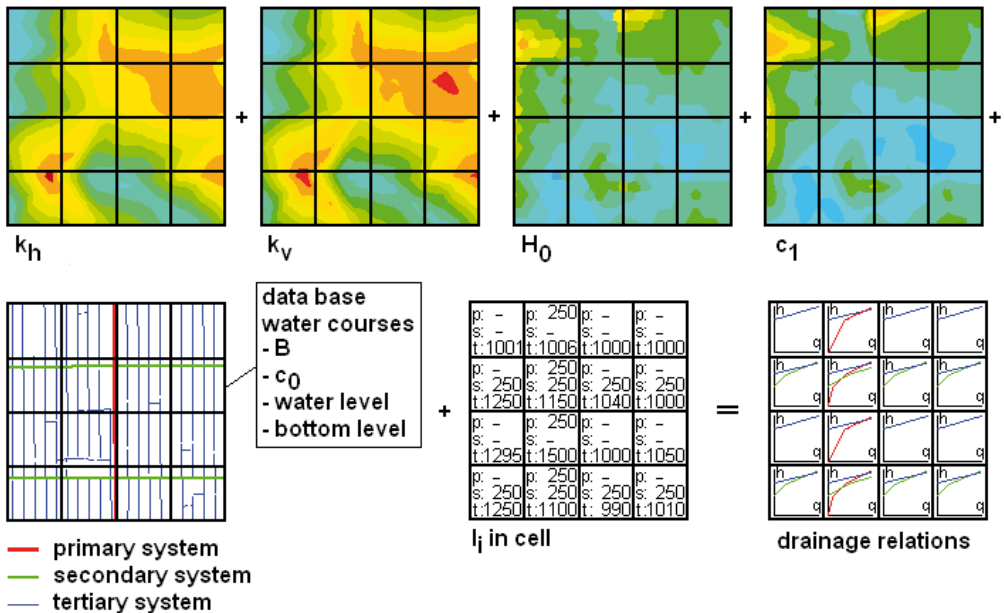 + + + +
k_h k_v H_0 c_1
data base
water courses
- B
- c_0
- water level
- bottom level
+
p: – p: 250 p: – p: –
s: – s: – s: – s: –
t:1001 t:1006 t:1000 t:1000
p: – p: 250 p: – p: –
s: 250 s: 250 s: 250 s: 250
t:1250 t:1150 t:1040 t:1000
p: – p: 250 p: – p: –
s: – s: – s: – s: –
t:1295 t:1500 t:1000 t:1050
p: – p: 250 p: – p: –
s: 250 s: 250 s: 250 s: 250
t:1250 t:1100 t: 990 t:1010
l_i in cell
=
h h h h
q q q q
h h h h
q q q q
h h h h
q q q q
h h h h
q q q q
drainage relations
primary system
secondary system
tertiary system